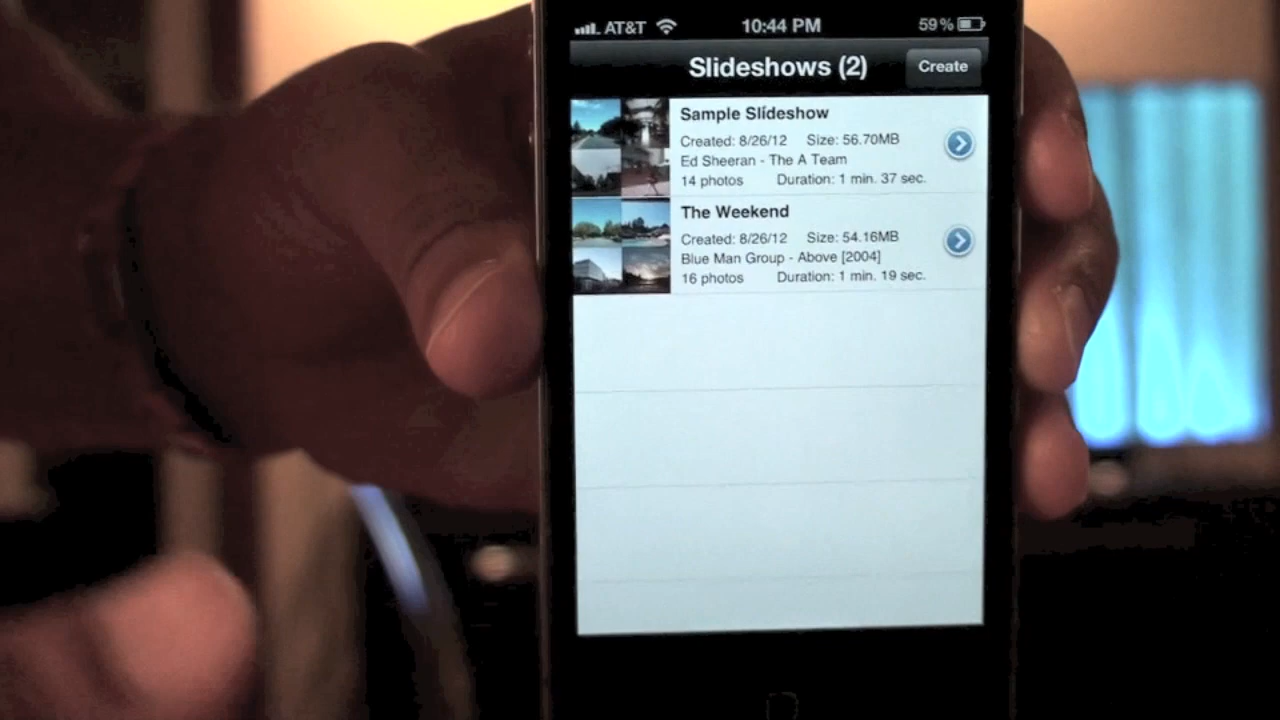 AT&T 10:44 PM 59%
Slideshows (2) Create
Sample Slideshow
Created: 8/26/12 Size: 56.70MB
Ed Sheeran - The A Team
14 photos Duration: 1 min. 37 sec.
The Weekend
Created: 8/26/12 Size: 54.16MB
Blue Man Group - Above [2004]
16 photos Duration: 1 min. 19 sec.